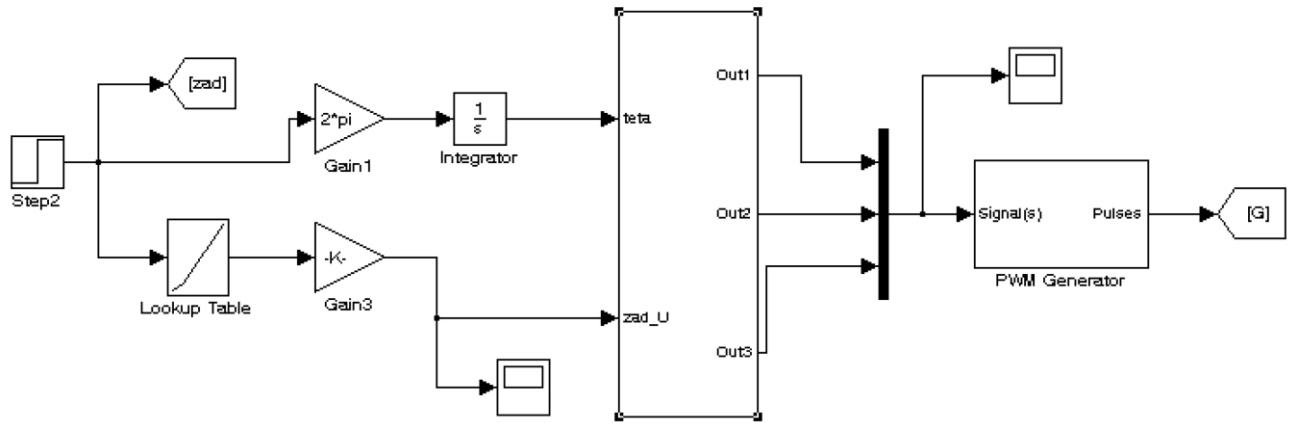 [zad]
Out1
2*pi
1
s
teta
Integrator
Gain1
Step2
Out2
Signal(s)
Pulses
[G]
-K-
PWM Generator
Lookup Table
Gain3
zad_U
Out3